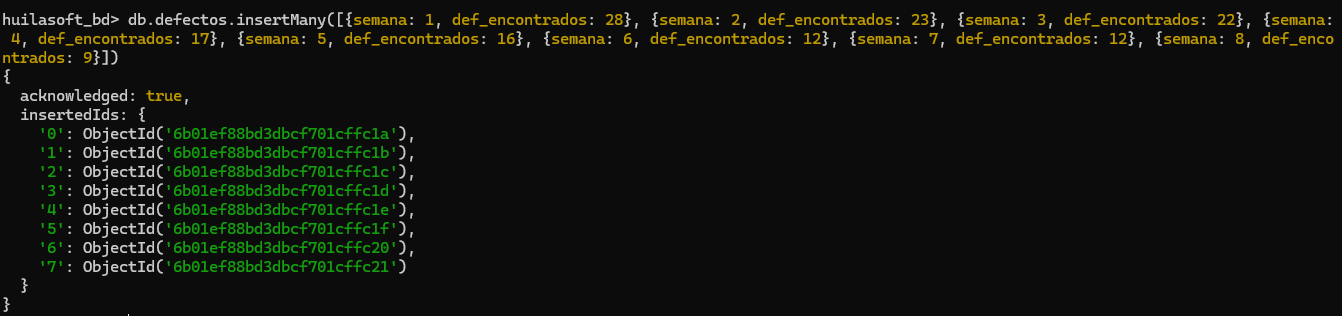 huilasoft_bd> db.defectos.insertMany([{semana: 1, def_encontrados: 28}, {semana: 2, def_encontrados: 23}, {semana: 3, def_encontrados: 22}, {semana:
 4, def_encontrados: 17}, {semana: 5, def_encontrados: 16}, {semana: 6, def_encontrados: 12}, {semana: 7, def_encontrados: 12}, {semana: 8, def_enco
ntrados: 9}])
{
  acknowledged: true,
  insertedIds: {
    '0': ObjectId('6b01ef88bd3dbcf701cffc1a'),
    '1': ObjectId('6b01ef88bd3dbcf701cffc1b'),
    '2': ObjectId('6b01ef88bd3dbcf701cffc1c'),
    '3': ObjectId('6b01ef88bd3dbcf701cffc1d'),
    '4': ObjectId('6b01ef88bd3dbcf701cffc1e'),
    '5': ObjectId('6b01ef88bd3dbcf701cffc1f'),
    '6': ObjectId('6b01ef88bd3dbcf701cffc20'),
    '7': ObjectId('6b01ef88bd3dbcf701cffc21')
  }
}